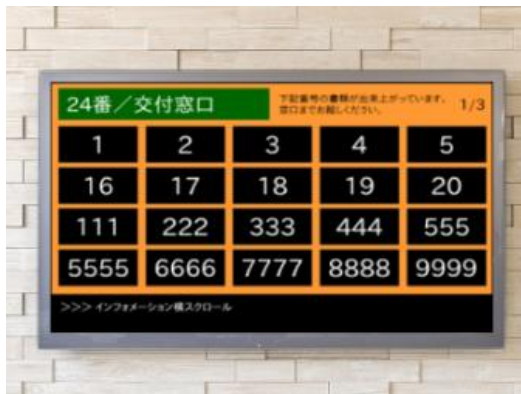 24番／交付窓口
下記番号の書類が出来上がっています。
窓口までお越しください。
1/3
1 2 3 4 5
16 17 18 19 20
111 222 333 444 555
5555 6666 7777 8888 9999
>>> インフォメーション横スクロール